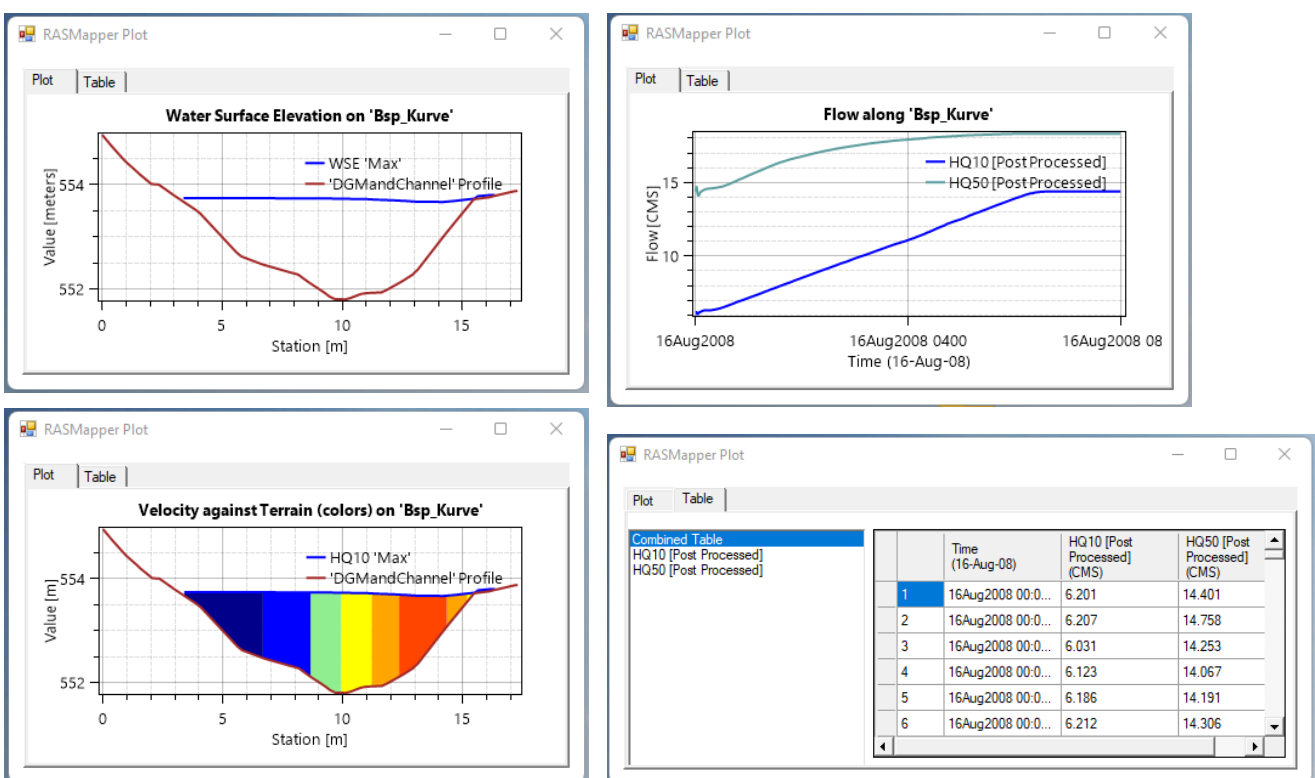 RASMapper Plot
Plot Table
Water Surface Elevation on 'Bsp_Kurve'
WSE 'Max'
'DGMandChannel' Profile
Value [meters]
554
552
0 5 10 15
Station [m]
RASMapper Plot
Plot Table
Flow along 'Bsp_Kurve'
HQ10 [Post Processed]
HQ50 [Post Processed]
Flow [CMS]
15
10
16Aug2008 16Aug2008 0400 16Aug2008 08
Time (16-Aug-08)
RASMapper Plot
Plot Table
Velocity against Terrain (colors) on 'Bsp_Kurve'
HQ10 'Max'
'DGMandChannel' Profile
Value [m]
554
552
0 5 10 15
Station [m]
RASMapper Plot
Plot Table
Combined Table
HQ10 [Post Processed]
HQ50 [Post Processed]
Time
(16-Aug-08)
HQ10 [Post
Processed]
(CMS)
HQ50 [Post
Processed]
(CMS)
1 16Aug2008 00:0... 6.201 14.401
2 16Aug2008 00:0... 6.207 14.758
3 16Aug2008 00:0... 6.031 14.253
4 16Aug2008 00:0... 6.123 14.067
5 16Aug2008 00:0... 6.186 14.191
6 16Aug2008 00:0... 6.212 14.306